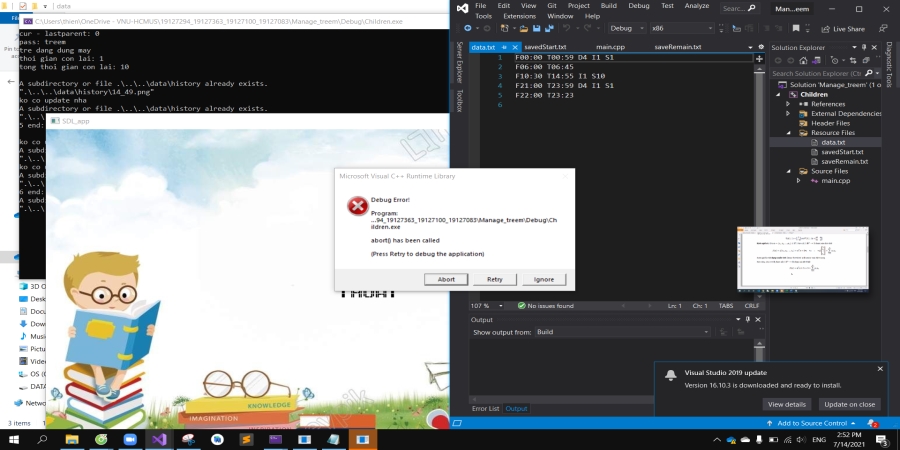 data
C:\Users\thien\OneDrive - VNU-HCMUS\19127294_19127363_19127100_19127083\Manage_treem\Debug\Children.exe
cur - lastparent: 0
pass: treem
tre dang dung may
thoi gian con lai: 1
tong thoi gian con lai: 10
A subdirectory or file .\..\..\data\history already exists.
".\..\..\data\history\14_49.png"
ko co update nha
A subdirectory or file .\..\..\data\history already exists.
5 end:
ko co
A subd
6 end:
A subd
SDL_app
KNOWLEDGE
IMAGINATION
Microsoft Visual C++ Runtime Library
Debug Error!
Program:
...94_19127363_19127100_19127083\Manage_treem\Debug\Ch
ildren.exe
abort() has been called
(Press Retry to debug the application)
Abort Retry Ignore
File Edit View Git Project Build Debug Test Analyze
Tools Extensions Window Help
Search... Man...eem
Debug x86 Live Share
Server Explorer
Toolbox
data.txt savedStart.txt main.cpp saveRemain.txt
1 F00:00 T00:59 D4 I1 S1
2 F06:00 T06:45
3 F10:30 T14:55 I1 S10
4 F21:00 T23:59 D4 I1 S1
5 F22:00 T23:23
6
107 % No issues found Ln: 1 Ch: 1 TABS CRLF
Output
Show output from: Build
Error List Output
Solution Explorer
Search Solution Explorer (Ctrl
Solution 'Manage_treem' (1 o
Children
References
External Dependencie
Header Files
Resource Files
data.txt
savedStart.txt
saveRemain.txt
Source Files
main.cpp
Diagnostic Tools
Visual Studio 2019 update
Version 16.10.3 is downloaded and ready to install.
View details Update on close
Add to Source Control
3D O
Desk
Docu
Dow
Musi
Pictu
Vide
OS (
DATA
Netwo
3 items
ENG
2:52 PM
7/14/2021